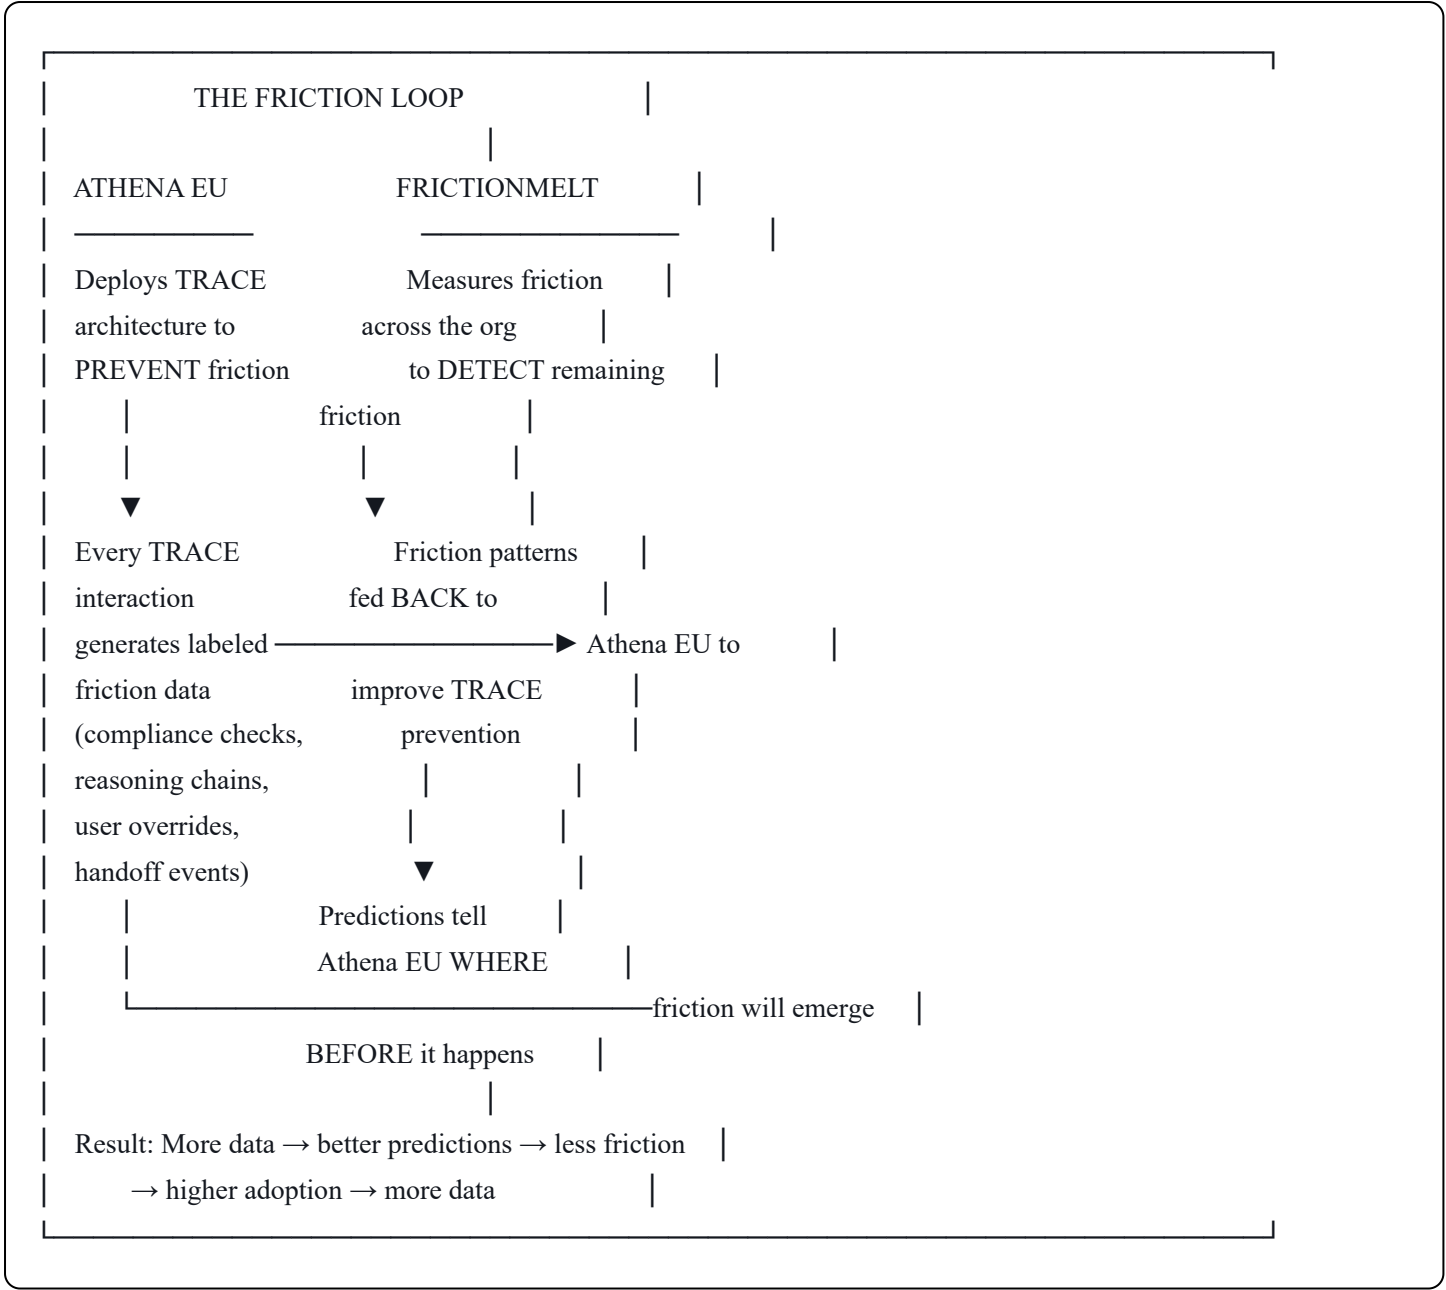 THE FRICTION LOOP
ATHENA EU FRICTIONMELT
Deploys TRACE Measures friction
architecture to across the org
PREVENT friction to DETECT remaining
friction
▼ ▼
Every TRACE Friction patterns
interaction fed BACK to
generates labeled ► Athena EU to
friction data improve TRACE
(compliance checks, prevention
reasoning chains,
user overrides,
handoff events) ▼
Predictions tell
Athena EU WHERE
friction will emerge
BEFORE it happens
Result: More data → better predictions → less friction
→ higher adoption → more data